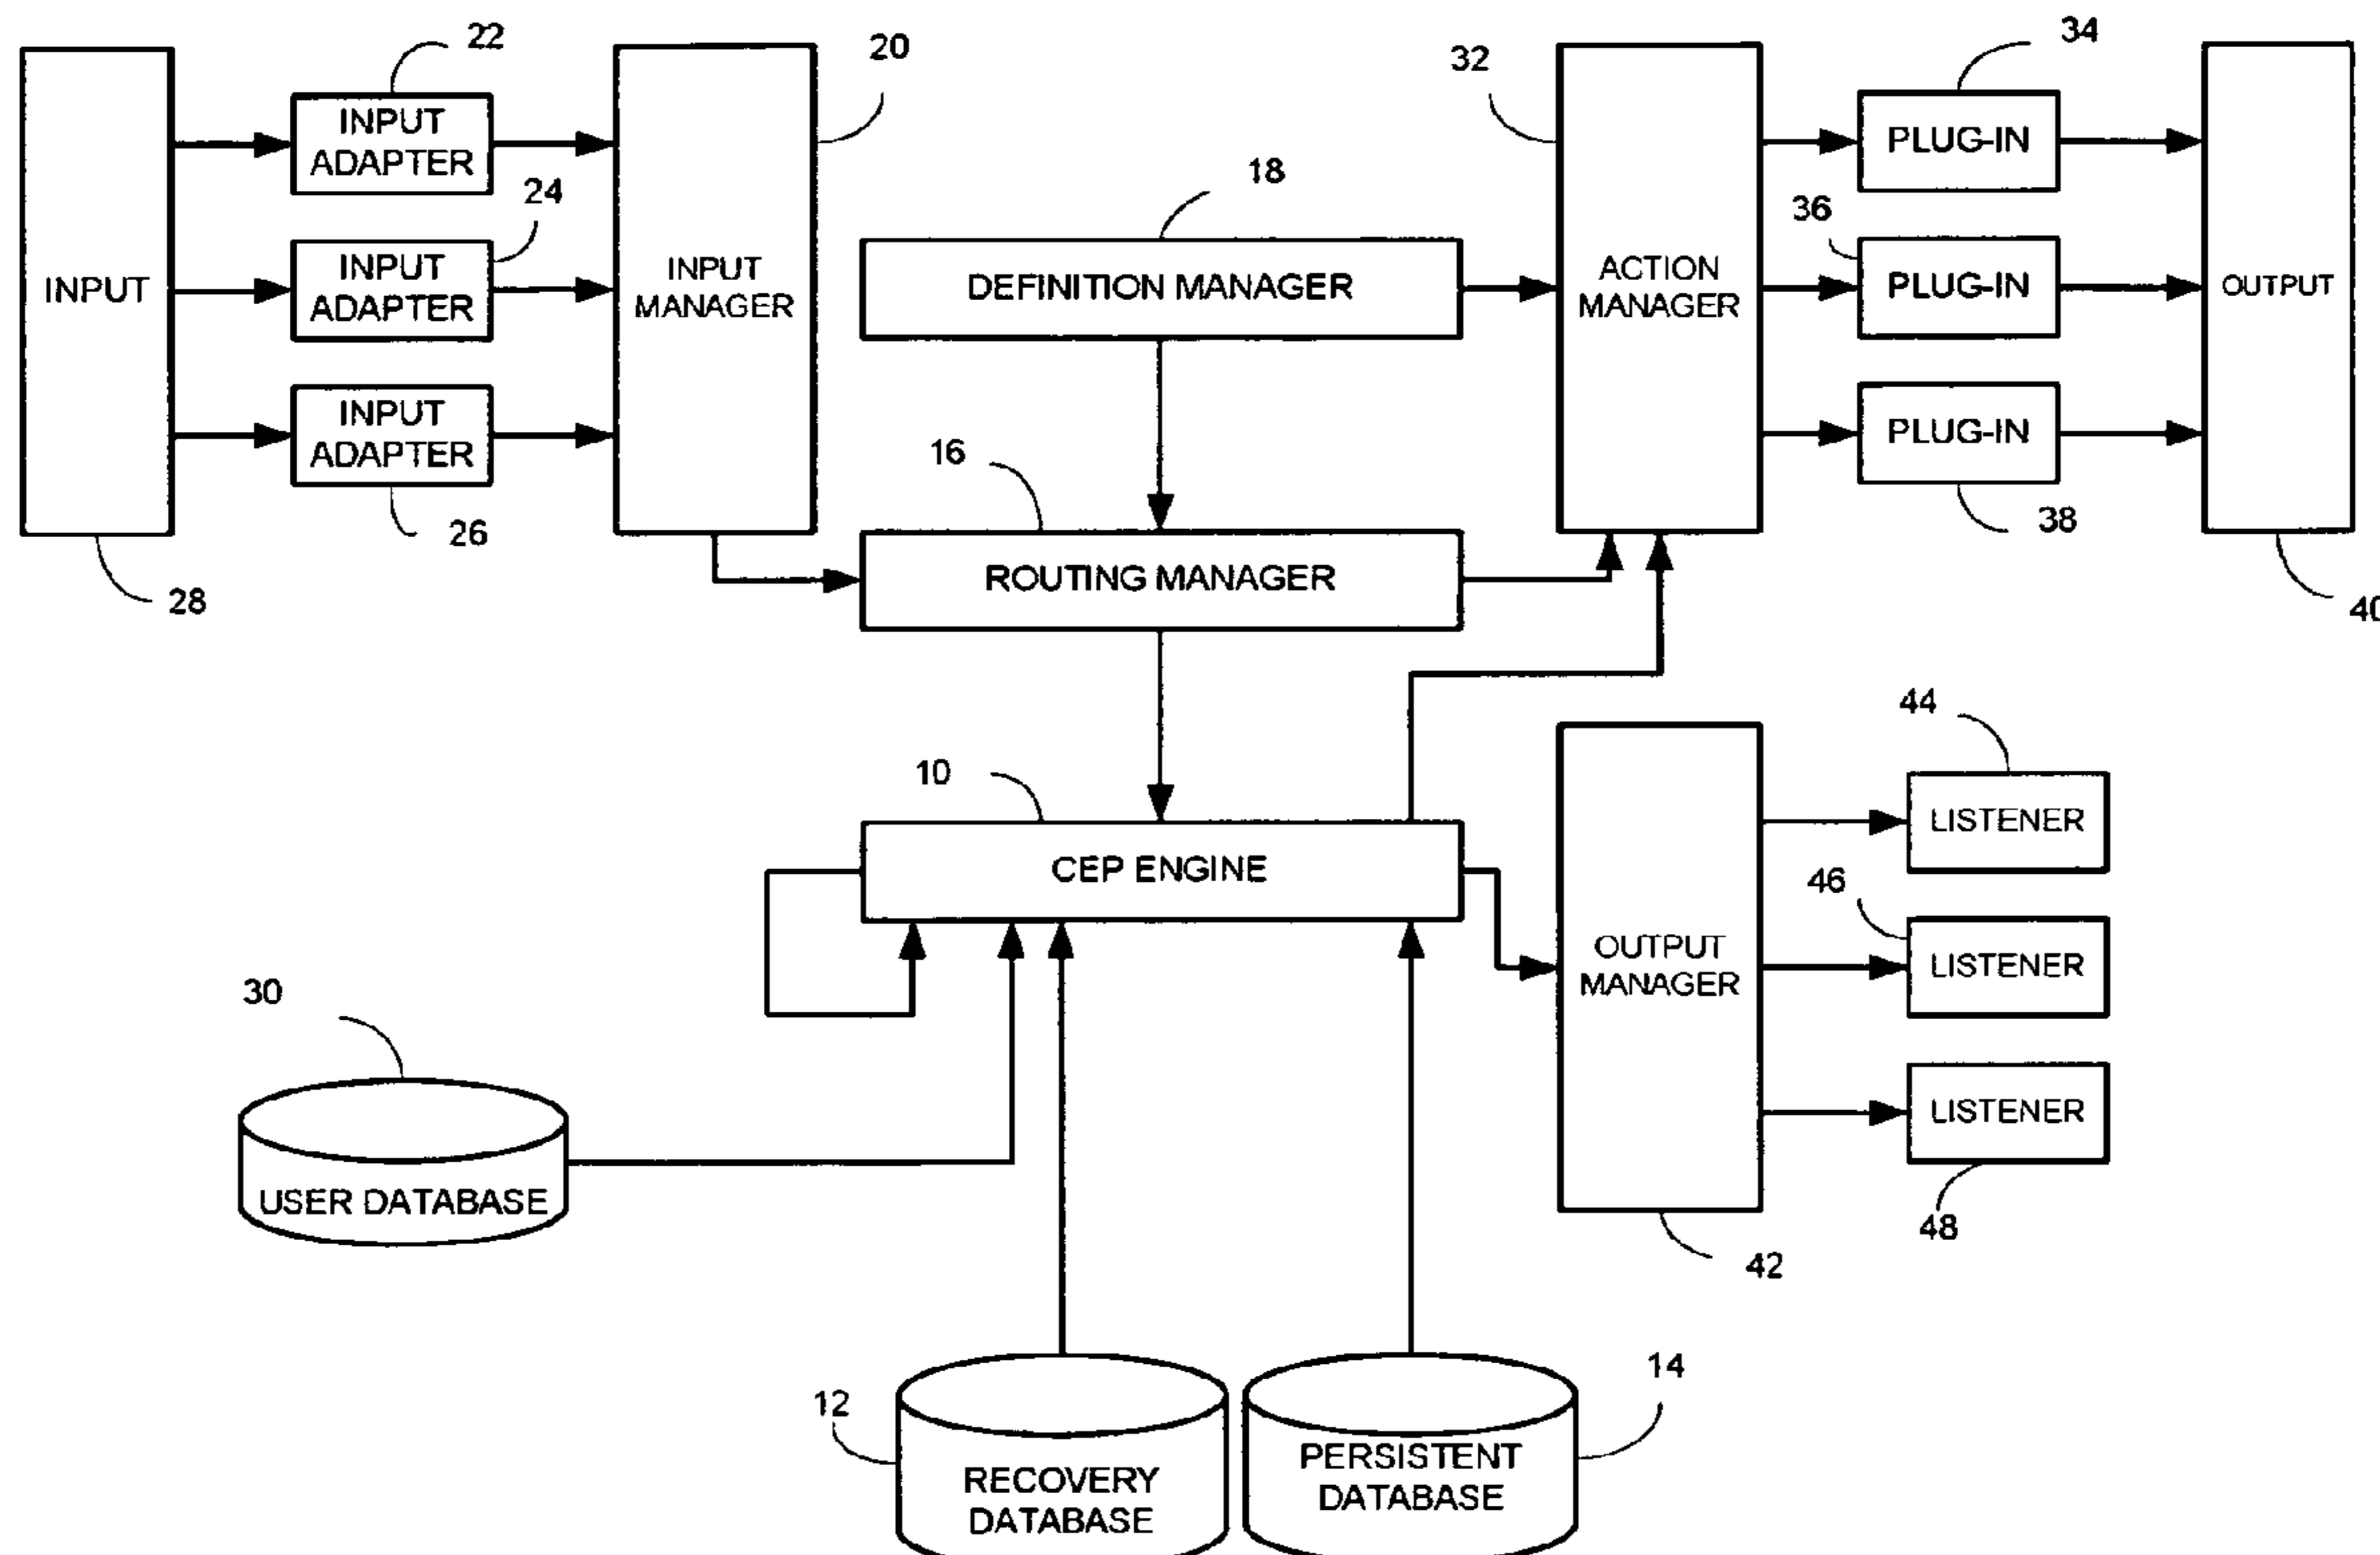 22
20
32
34
INPUT
INPUT
ADAPTER
24
INPUT
ADAPTER
INPUT
ADAPTER
26
28
INPUT
MANAGER
18
DEFINITION MANAGER
16
ROUTING MANAGER
ACTION
MANAGER
PLUG-IN
36
PLUG-IN
PLUG-IN
38
OUTPUT
40
10
CEP ENGINE
44
LISTENER
46
LISTENER
LISTENER
48
OUTPUT
MANAGER
42
30
USER DATABASE
12
RECOVERY
DATABASE
14
PERSISTENT
DATABASE